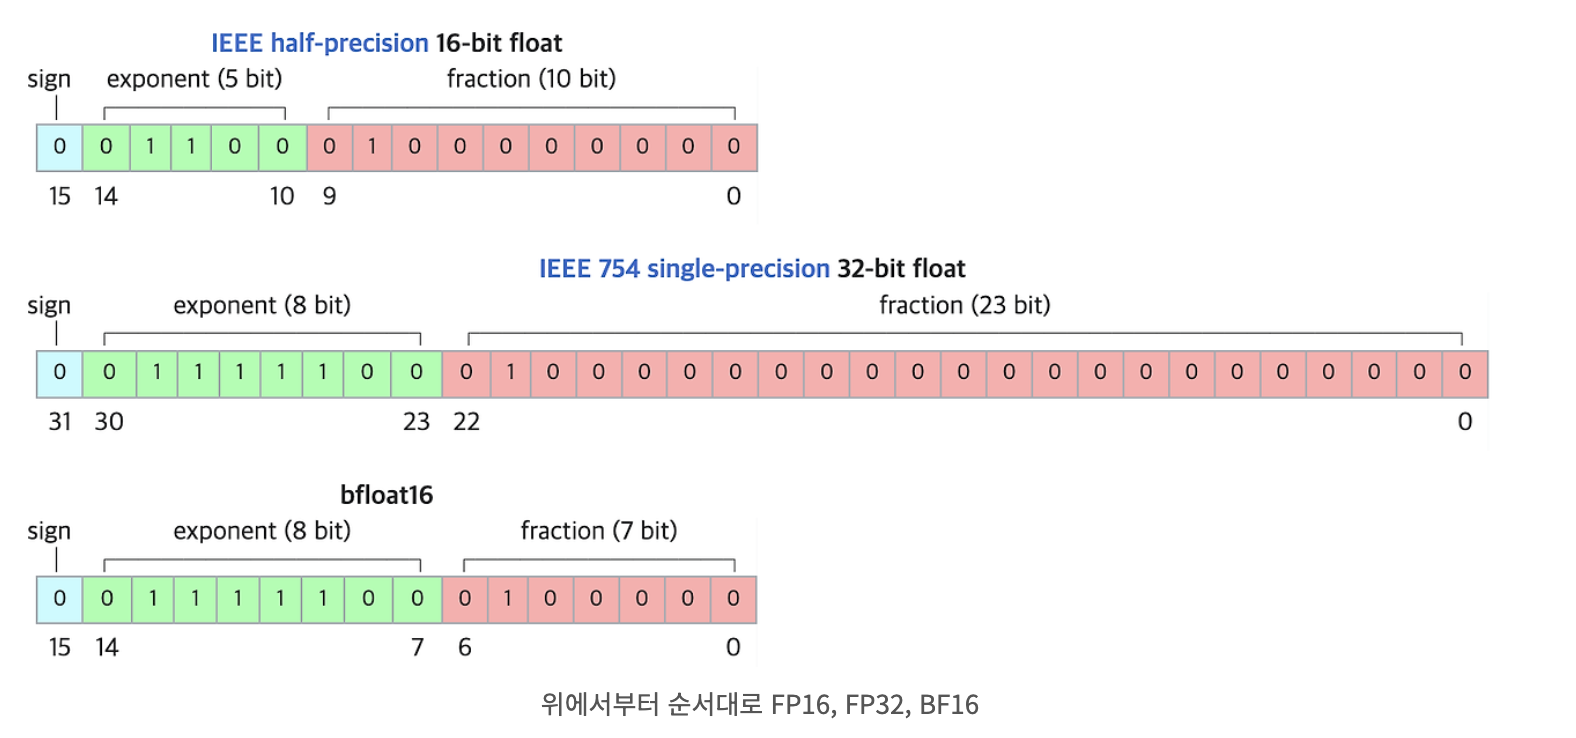 IEEE half-precision 16-bit float
sign exponent (5 bit) fraction (10 bit)
0 0 1 1 0 0 0 1 0 0 0 0 0 0 0 0
15 14 10 9 0
IEEE 754 single-precision 32-bit float
sign exponent (8 bit) fraction (23 bit)
0 0 1 1 1 1 1 0 0 0 1 0 0 0 0 0 0 0 0 0 0 0 0 0 0 0 0 0 0 0 0 0
31 30 23 22 0
bfloat16
sign exponent (8 bit) fraction (7 bit)
0 0 1 1 1 1 1 0 0 0 1 0 0 0 0 0
15 14 7 6 0
위에서부터 순서대로 FP16, FP32, BF16